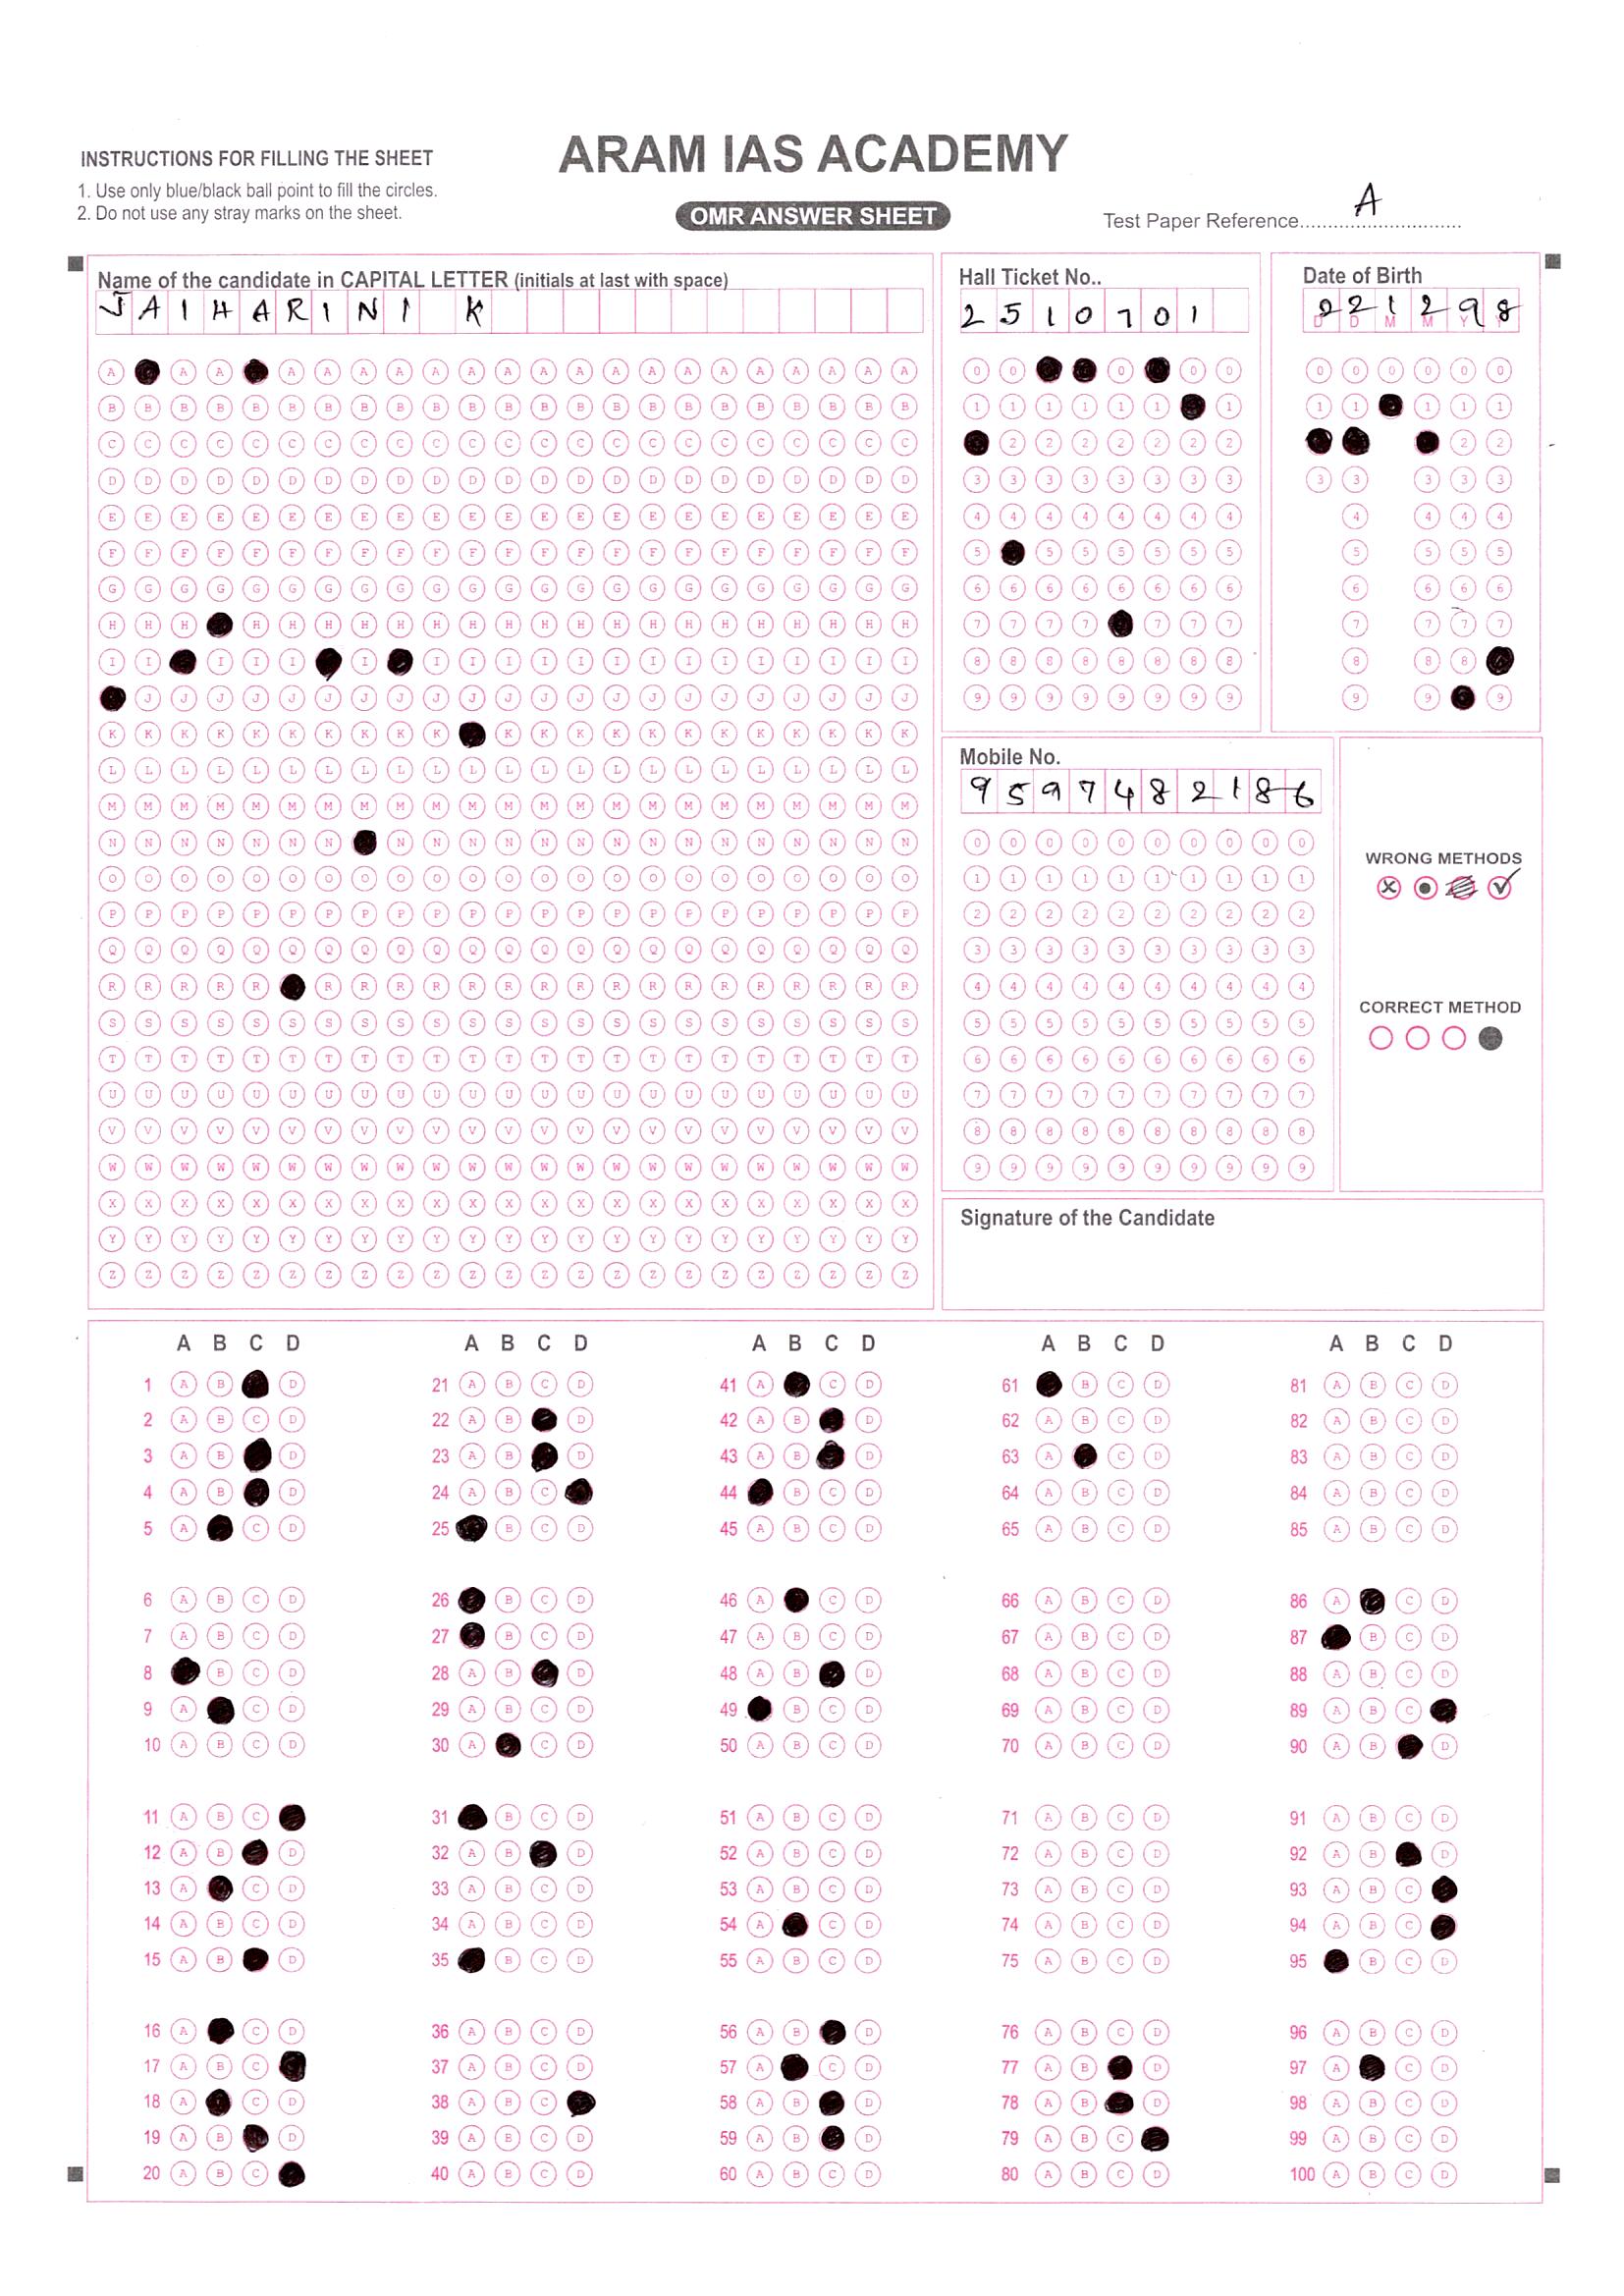 ARAM IAS ACADEMY
INSTRUCTIONS FOR FILLING THE SHEET
1. Use only blue/black ball point to fill the circles.
2. Do not use any stray marks on the sheet.
OMR ANSWER SHEET
Test Paper Reference............................. A
Name of the candidate in CAPITAL LETTER (initials at last with space)
J A I H A R I N I K
Hall Ticket No..
2 5 1 0 7 0 1
Date of Birth
D D M M Y Y
2 2 1 2 9 8
Mobile No.
9 5 9 7 4 8 2 1 8 6
WRONG METHODS
CORRECT METHOD
Signature of the Candidate
A B C D A B C D A B C D A B C D A B C D
1 21 41 61 81
2 22 42 62 82
3 23 43 63 83
4 24 44 64 84
5 25 45 65 85
6 26 46 66 86
7 27 47 67 87
8 28 48 68 88
9 29 49 69 89
10 30 50 70 90
11 31 51 71 91
12 32 52 72 92
13 33 53 73 93
14 34 54 74 94
15 35 55 75 95
16 36 56 76 96
17 37 57 77 97
18 38 58 78 98
19 39 59 79 99
20 40 60 80 100